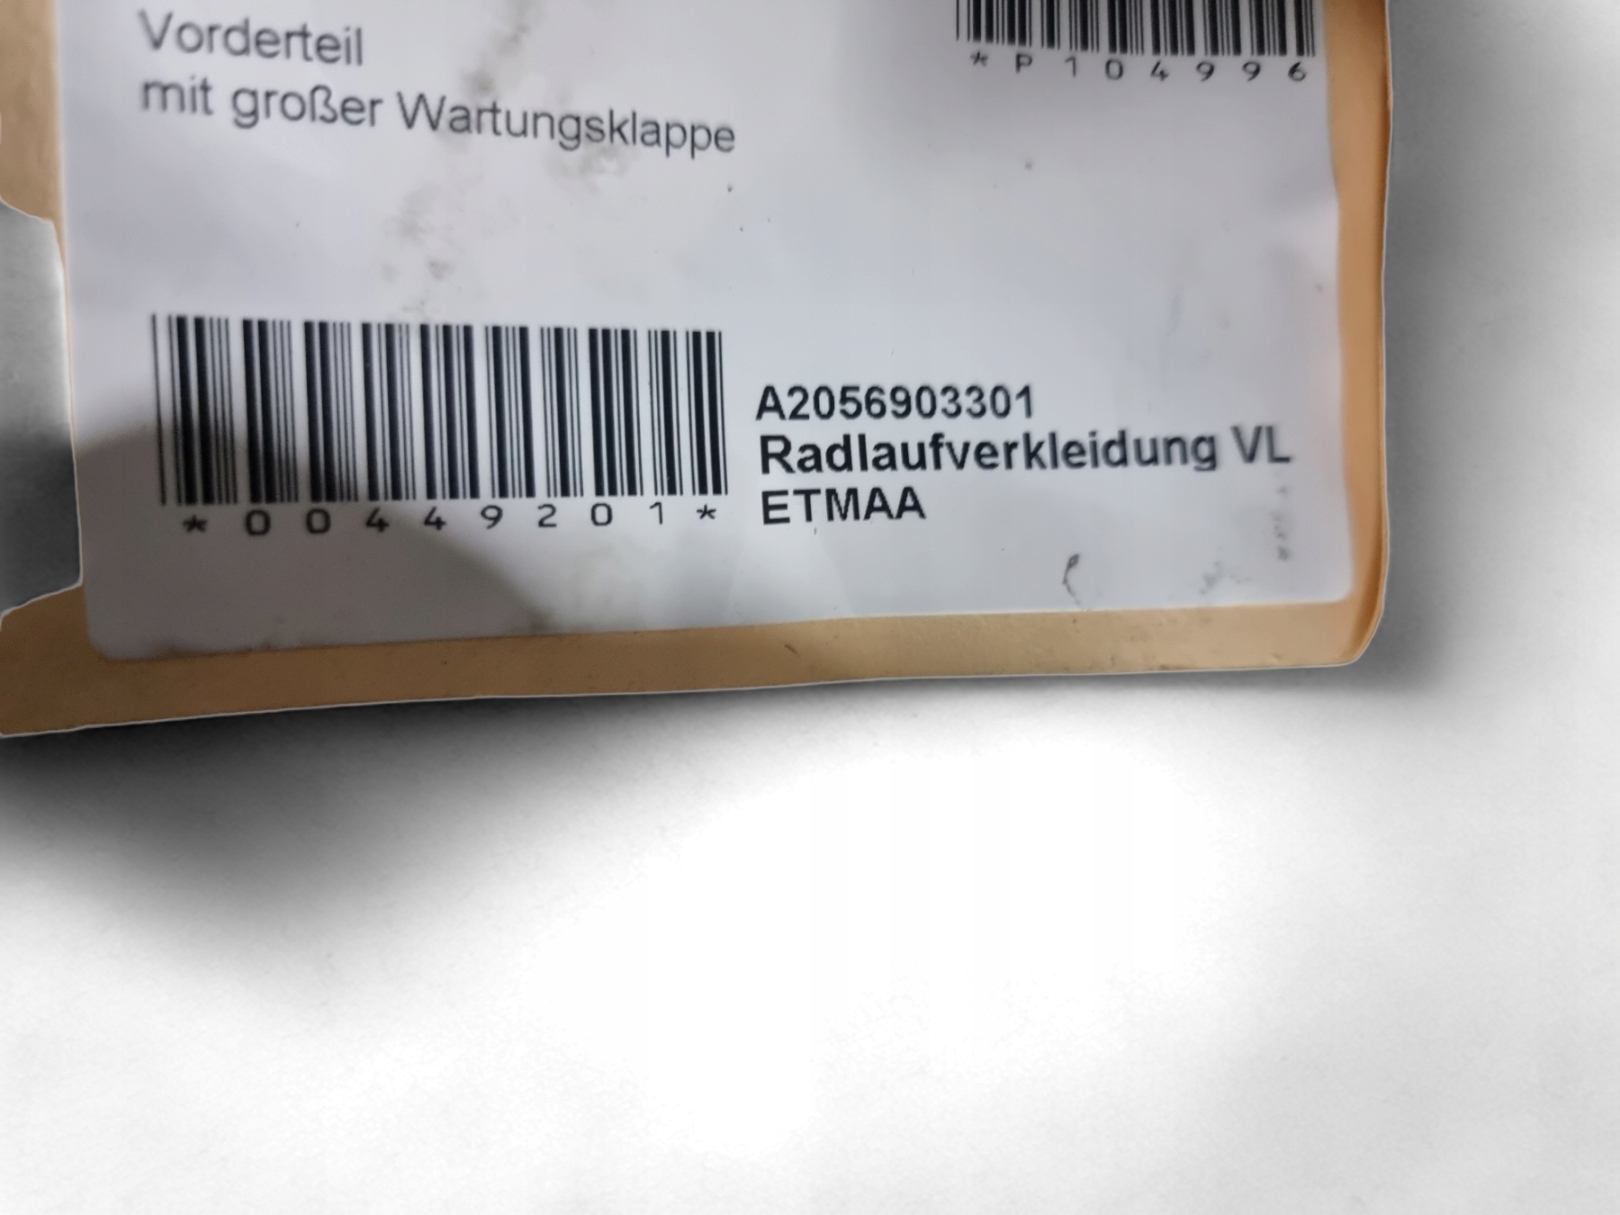 Vorderteil
mit großer Wartungsklappe
*P104996
*00449201*
A2056903301
Radlaufverkleidung VL
ETMAA